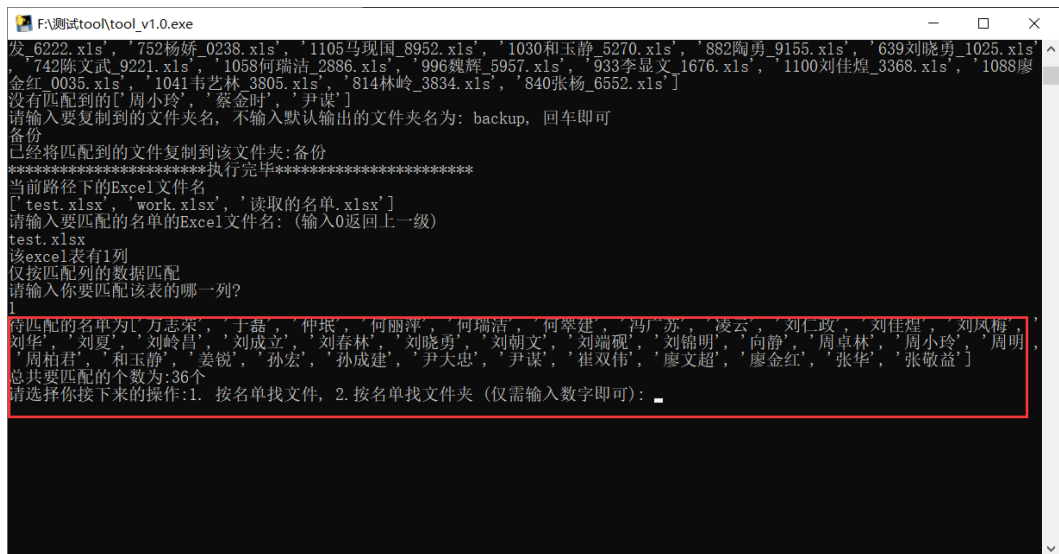 F:\测试tool\tool_v1.0.exe
发_6222.xls', '752杨娇_0238.xls', '1105马现国_8952.xls', '1030和玉静_5270.xls', '882陶勇_9155.xls', '639刘晓勇_1025.xls'
, '742陈文武_9221.xls', '1058何瑞洁_2886.xls', '996魏辉_5957.xls', '933李显文_1676.xls', '1100刘佳煌_3368.xls', '1088廖
金红_0035.xls', '1041韦艺林_3805.xls', '814林岭_3834.xls', '840张杨_6552.xls']
没有匹配到的['周小玲', '蔡金时', '尹谋']
请输入要复制到的文件夹名, 不输入默认输出的文件夹名为: backup, 回车即可
备份
已经将匹配到的文件复制到该文件夹:备份
***********************执行完毕***********************
当前路径下的Excel文件名
['test.xlsx', 'work.xlsx', '读取的名单.xlsx']
请输入要匹配的名单的Excel文件名: (输入0返回上一级)
test.xlsx
该excel表有1列
仅按匹配列的数据匹配
请输入你要匹配该表的哪一列?
1
待匹配的名单为['万志荣', '于磊', '仲珉', '何丽萍', '何瑞洁', '何翠建', '冯广苏', '凌云', '刘仁政', '刘佳煌', '刘凤梅', '
刘华', '刘夏', '刘岭昌', '刘成立', '刘春林', '刘晓勇', '刘朝文', '刘端砚', '刘锦明', '向静', '周卓林', '周小玲', '周明',
'周柏君', '和玉静', '姜锐', '孙宏', '孙成建', '尹大忠', '尹谋', '崔双伟', '廖文超', '廖金红', '张华', '张敬益']
总共要匹配的个数为:36个
请选择你接下来的操作:1. 按名单找文件, 2.按名单找文件夹 (仅需输入数字即可):